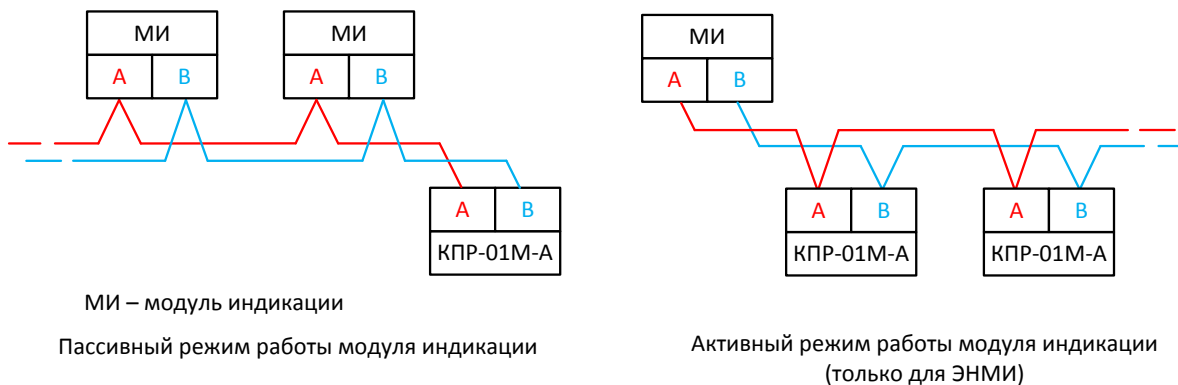 МИ
А В
МИ
А В
А В
КПР-01М-А
МИ – модуль индикации
Пассивный режим работы модуля индикации
МИ
А В
А В
КПР-01М-А
А В
КПР-01М-А
Активный режим работы модуля индикации
(только для ЭНМИ)